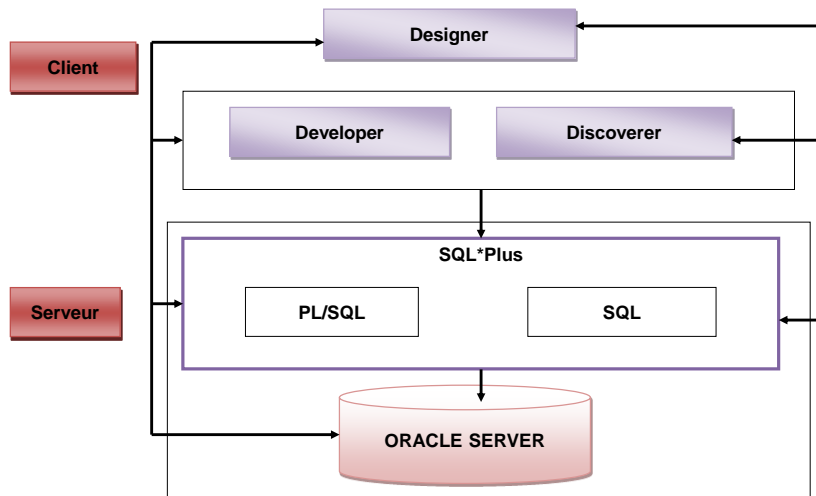 Designer
Client
Developer
Discoverer
SQL*Plus
Serveur
PL/SQL
SQL
ORACLE SERVER